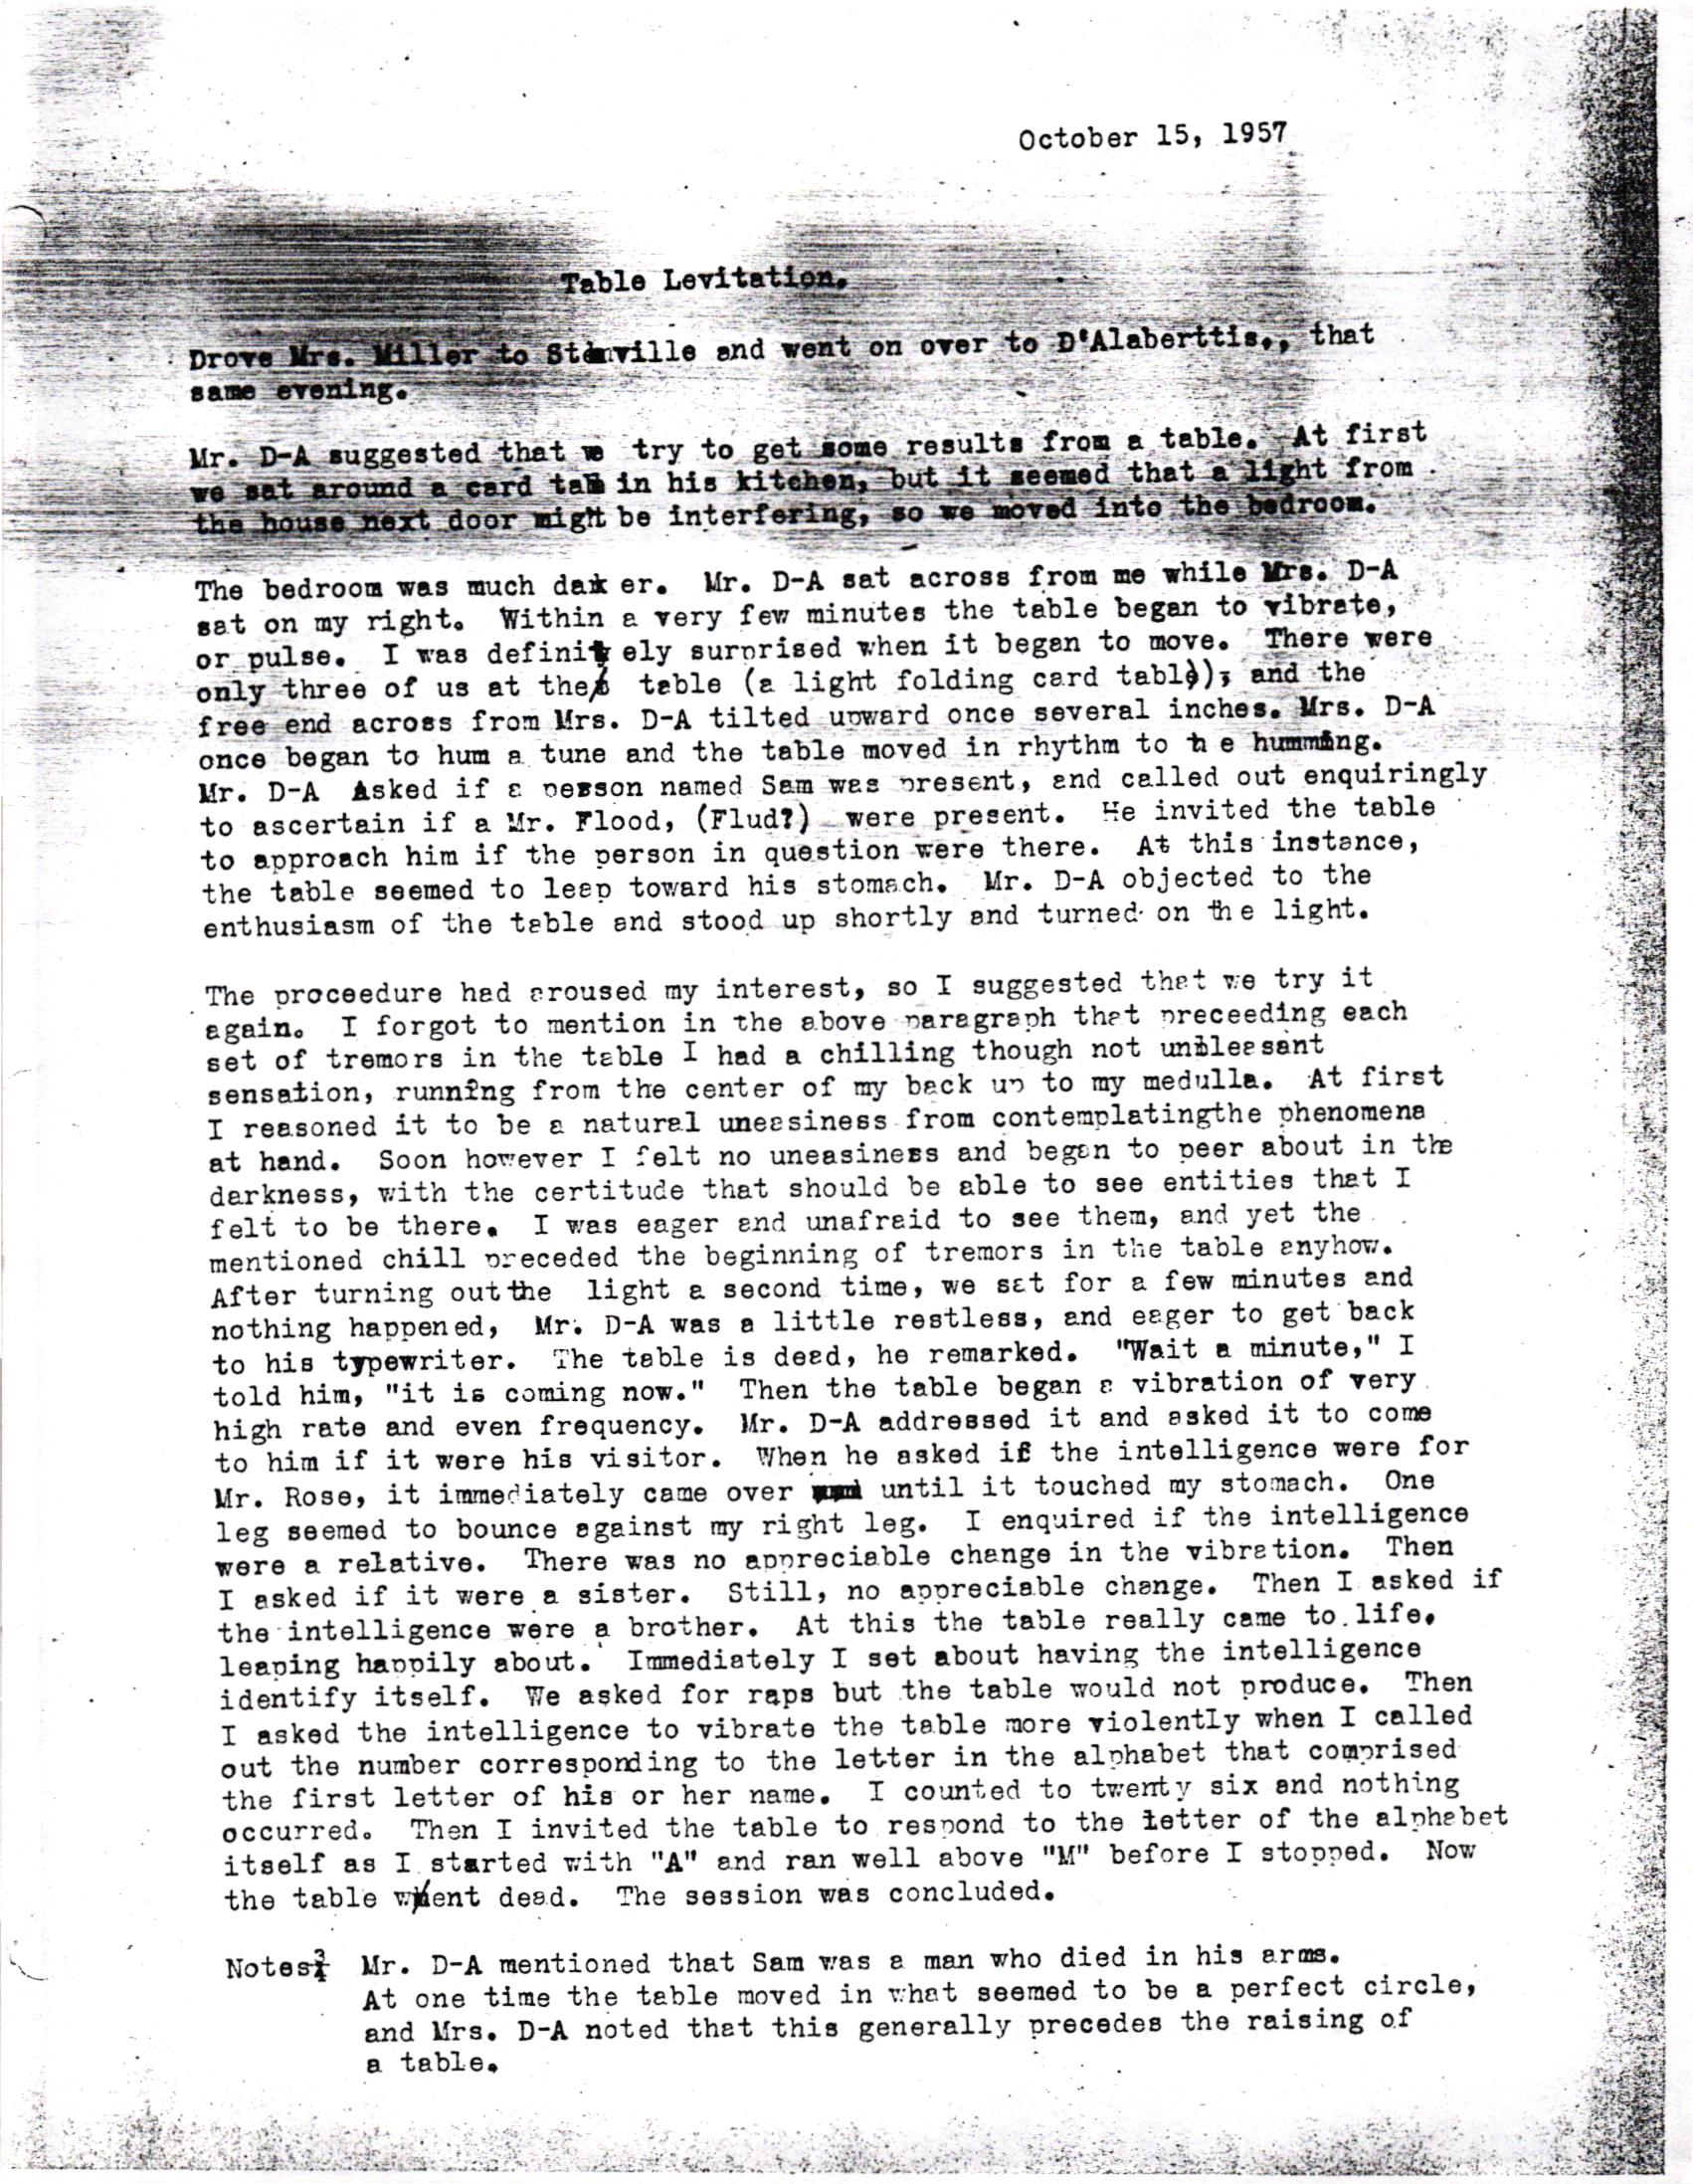 October 15, 1957
Table Levitation.
Drove Mrs. Miller to and went on over to D'Alaberttis., that
same evening.
Mr. D-A suggested that we try to get some results from a table. At first
we sat around a card table in his kitchen, but it seemed that a light from
the house next door might be interfering, so we moved into the bedroom.
The bedroom was much darker. Mr. D-A sat across from me while Mrs. D-A
sat on my right. Within a very few minutes the table began to vibrate,
or pulse. I was definitely surprised when it began to move. There were
only three of us at the table (a light folding card table); and the
free end across from Mrs. D-A tilted upward once several inches. Mrs. D-A
once began to hum a tune and the table moved in rhythm to the humming.
Mr. D-A Asked if a person named Sam was present, and called out enquiringly
to ascertain if a Mr. Flood, (Flud?) were present. He invited the table
to approach him if the person in question were there. At this instance,
the table seemed to leap toward his stomach. Mr. D-A objected to the
enthusiasm of the table and stood up shortly and turned on the light.
The proceedure had aroused my interest, so I suggested that we try it
again. I forgot to mention in the above paragraph that preceeding each
set of tremors in the table I had a chilling though not unpleasant
sensation, running from the center of my back up to my medulla. At first
I reasoned it to be a natural uneasiness from contemplatingthe phenomena
at hand. Soon however I felt no uneasiness and began to peer about in the
darkness, with the certitude that should be able to see entities that I
felt to be there. I was eager and unafraid to see them, and yet the
mentioned chill preceded the beginning of tremors in the table anyhow.
After turning out the light a second time, we sat for a few minutes and
nothing happened, Mr. D-A was a little restless, and eager to get back
to his typewriter. The table is dead, he remarked. "Wait a minute," I
told him, "it is coming now." Then the table began a vibration of very
high rate and even frequency. Mr. D-A addressed it and asked it to come
to him if it were his visitor. When he asked if the intelligence were for
Mr. Rose, it immediately came over until it touched my stomach. One
leg seemed to bounce against my right leg. I enquired if the intelligence
were a relative. There was no appreciable change in the vibration. Then
I asked if it were a sister. Still, no appreciable change. Then I asked if
the intelligence were a brother. At this the table really came to life,
leaping happily about. Immediately I set about having the intelligence
identify itself. We asked for raps but the table would not produce. Then
I asked the intelligence to vibrate the table more violently when I called
out the number corresponding to the letter in the alphabet that comprised
the first letter of his or her name. I counted to twenty six and nothing
occurred. Then I invited the table to respond to the letter of the alphabet
itself as I started with "A" and ran well above "M" before I stopped. Now
the table went dead. The session was concluded.
Notes: Mr. D-A mentioned that Sam was a man who died in his arms.
At one time the table moved in what seemed to be a perfect circle,
and Mrs. D-A noted that this generally precedes the raising of
a table.